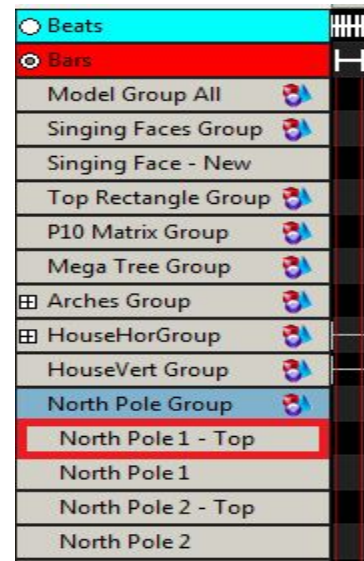 Beats
Bars
Model Group All
Singing Faces Group
Singing Face - New
Top Rectangle Group
P10 Matrix Group
Mega Tree Group
Arches Group
HouseHorGroup
HouseVert Group
North Pole Group
North Pole 1 - Top
North Pole 1
North Pole 2 - Top
North Pole 2